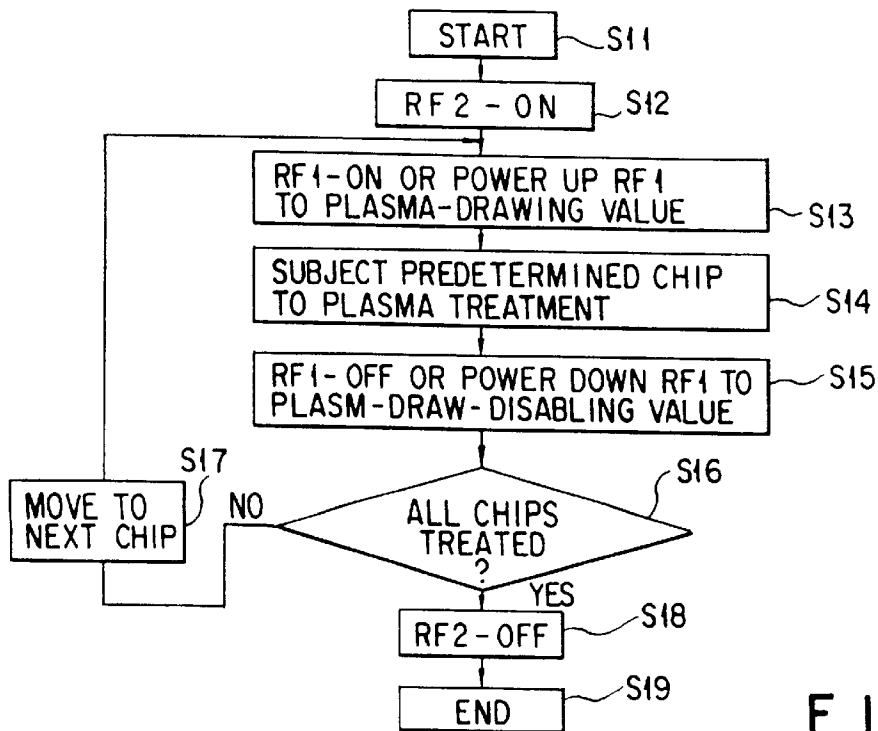 START
S11
RF2-ON
S12
RF1-ON OR POWER UP RF1
TO PLASMA-DRAWING VALUE
S13
SUBJECT PREDETERMINED CHIP
TO PLASMA TREATMENT
S14
RF1-OFF OR POWER DOWN RF1 TO
PLASM-DRAW-DISABLING VALUE
S15
S17
MOVE TO
NEXT CHIP
NO
ALL CHIPS
TREATED
?
S16
YES
RF2-OFF
S18
END
S19
FI